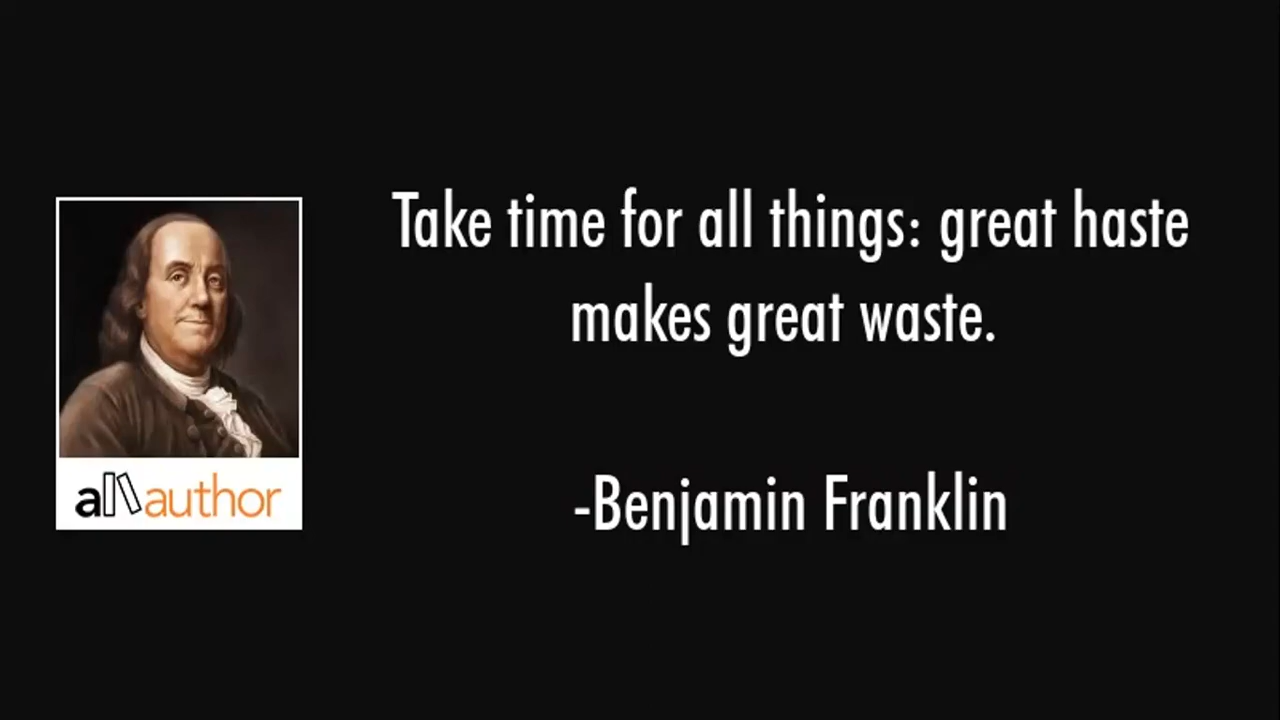 Take time for all things: great haste
makes great waste.
-Benjamin Franklin
allauthor